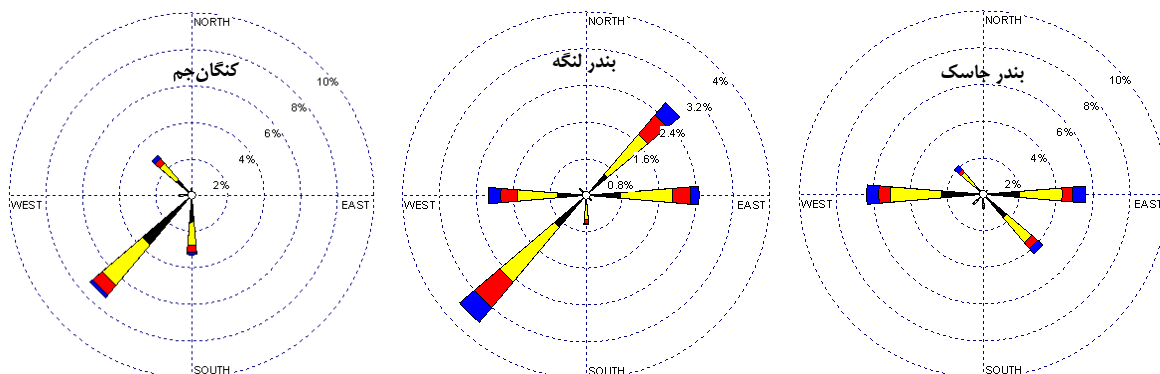 NORTH
کنگان‌جم
10%
8%
6%
4%
2%
WEST
EAST
SOUTH
NORTH
بندر لنگه
4%
3.2%
2.4%
1.6%
0.8%
WEST
EAST
SOUTH
NORTH
بندر جاسک
10%
8%
6%
4%
2%
WEST
EAST
SOUTH